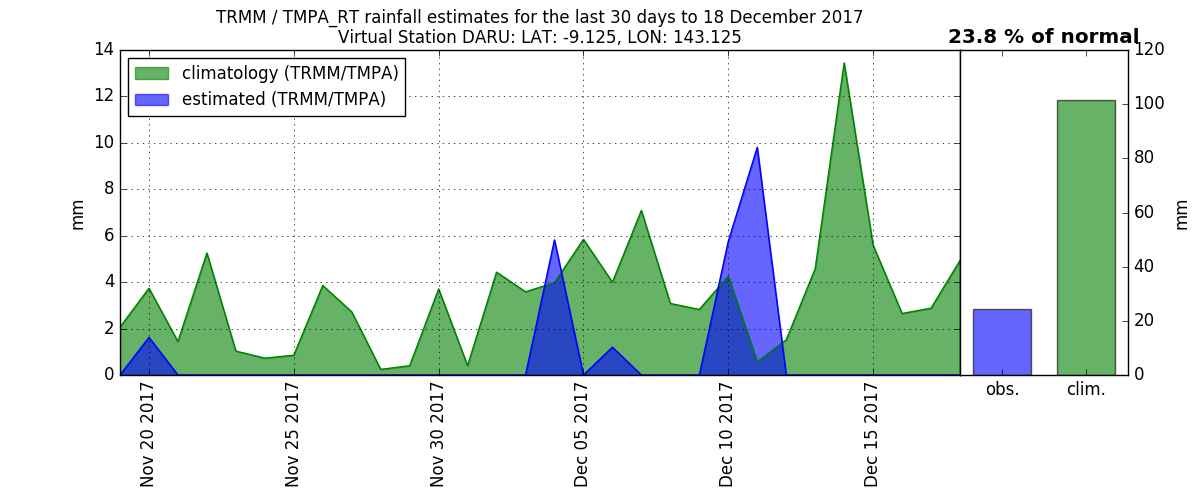 TRMM / TMPA_RT rainfall estimates for the last 30 days to 18 December 2017
Virtual Station DARU: LAT: -9.125, LON: 143.125
23.8 % of normal
climatology (TRMM/TMPA)
estimated (TRMM/TMPA)
mm
14
12
10
8
6
4
2
0
Nov 20 2017
Nov 25 2017
Nov 30 2017
Dec 05 2017
Dec 10 2017
Dec 15 2017
120
100
80
60
40
20
0
mm
obs.
clim.